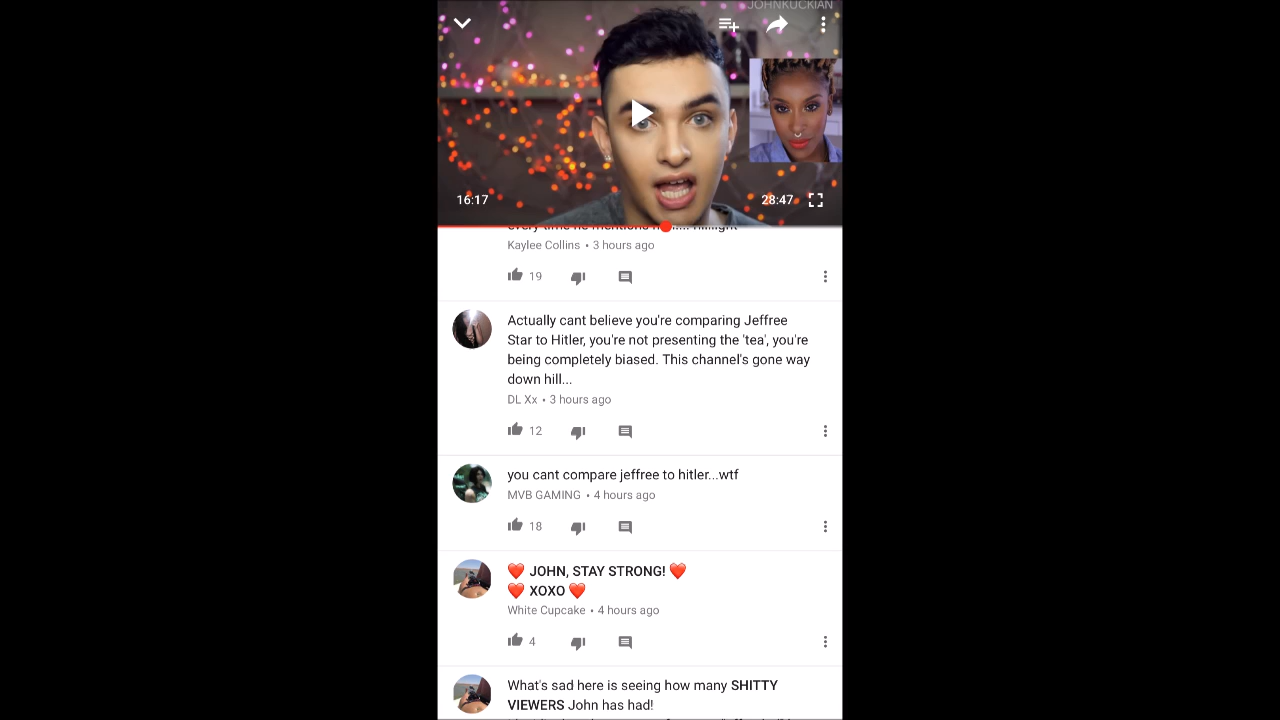 JOHNKUCKIAN
16:17
28:47
every time he mentions
Kaylee Collins • 3 hours ago
19
Actually cant believe you're comparing Jeffree
Star to Hitler, you're not presenting the 'tea', you're
being completely biased. This channel's gone way
down hill...
DL Xx • 3 hours ago
12
you cant compare jeffree to hitler...wtf
MVB GAMING • 4 hours ago
18
❤️ JOHN, STAY STRONG! ❤️
❤️ XOXO ❤️
White Cupcake • 4 hours ago
4
What's sad here is seeing how many SHITTY
VIEWERS John has had!